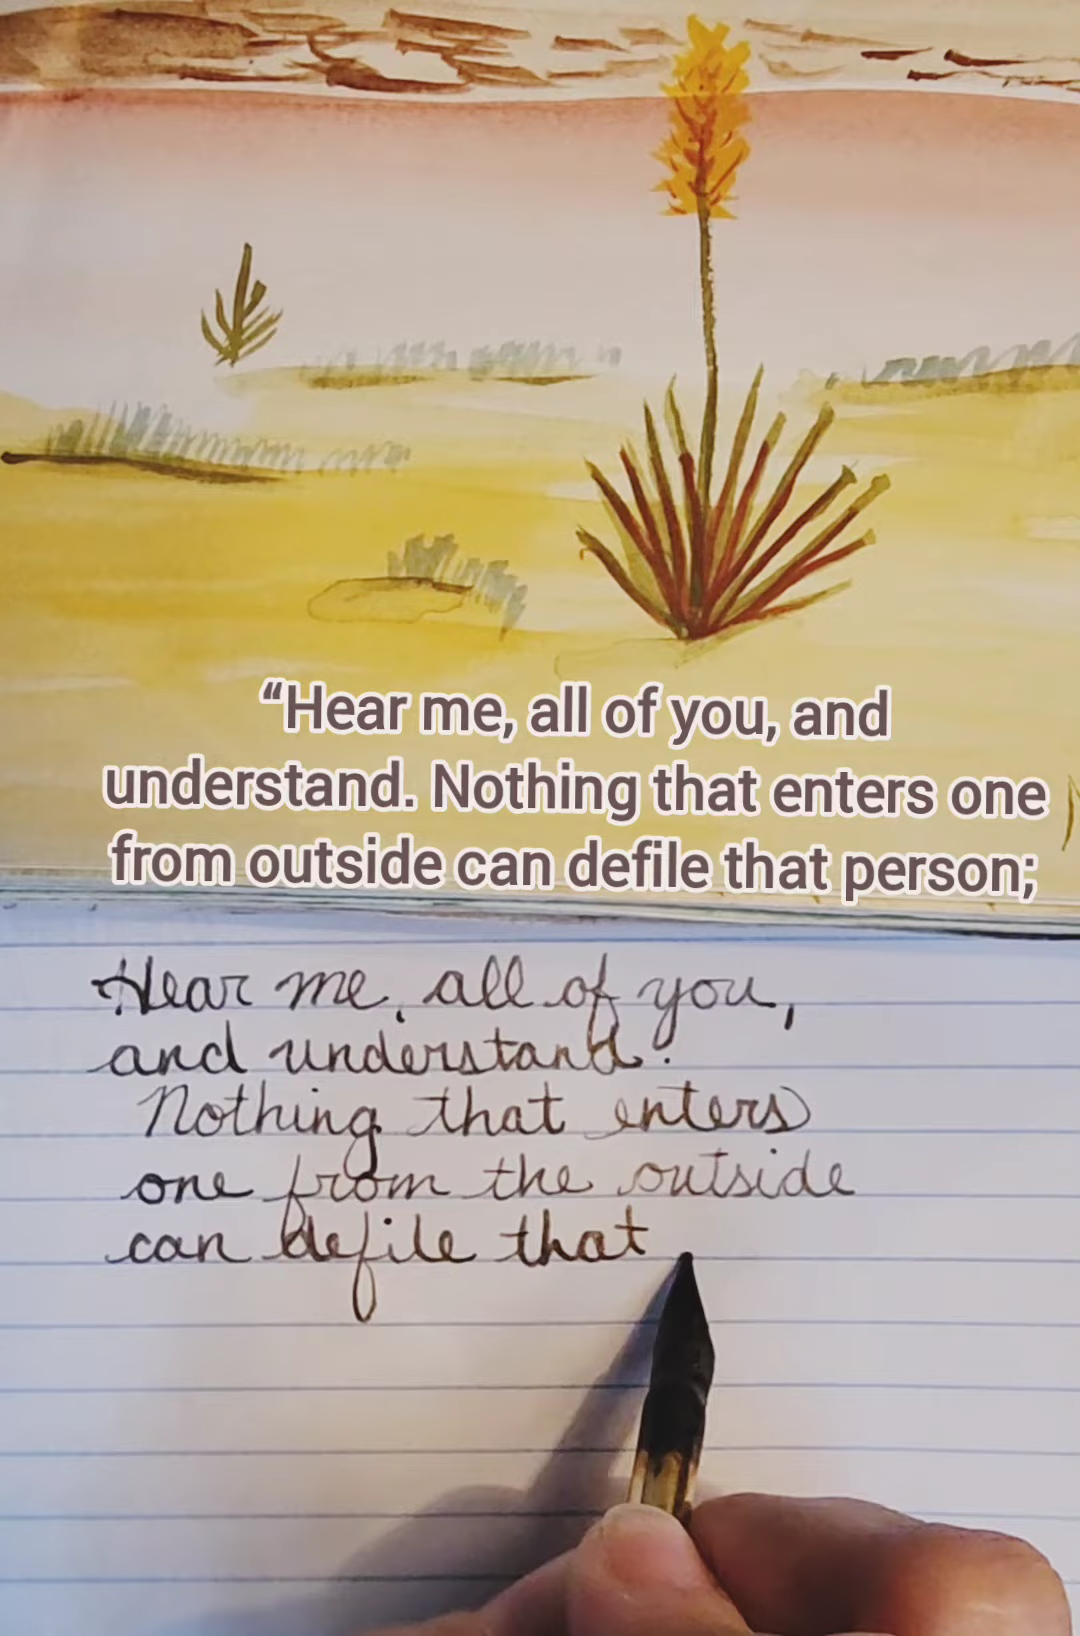 “Hear me, all of you, and
understand. Nothing that enters one
from outside can defile that person;
Hear me, all of you,
and understand.
Nothing that enters
one from the outside
can defile that